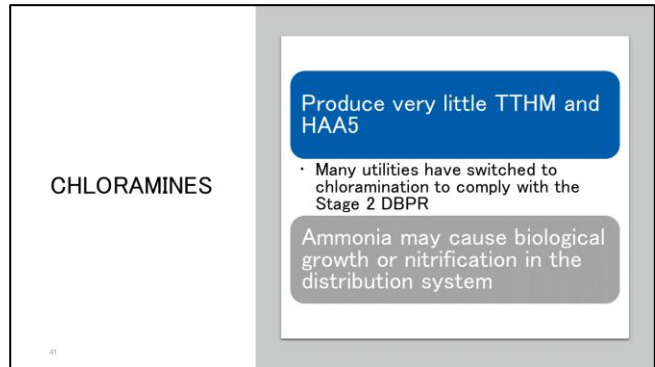 CHLORAMINES
Produce very little TTHM and
HAA5
· Many utilities have switched to
chloramination to comply with the
Stage 2 DBPR
Ammonia may cause biological
growth or nitrification in the
distribution system
41